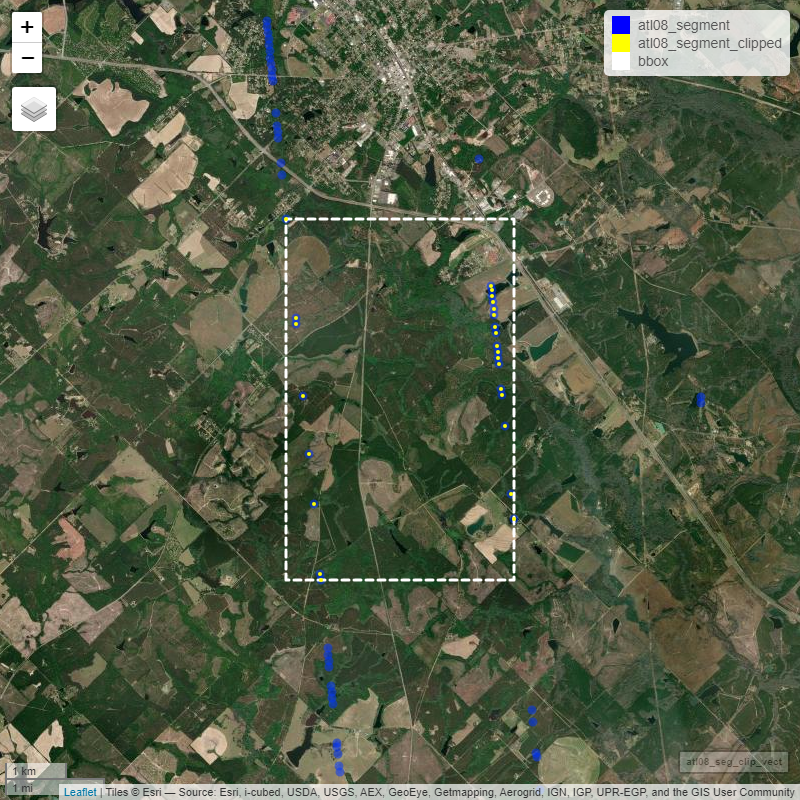 +
−
atl08_segment
atl08_segment_clipped
bbox
atl08_seg_clip_vect
1 km
1 mi
Leaflet | Tiles © Esri — Source: Esri, i-cubed, USDA, USGS, AEX, GeoEye, Getmapping, Aerogrid, IGN, IGP, UPR-EGP, and the GIS User Community